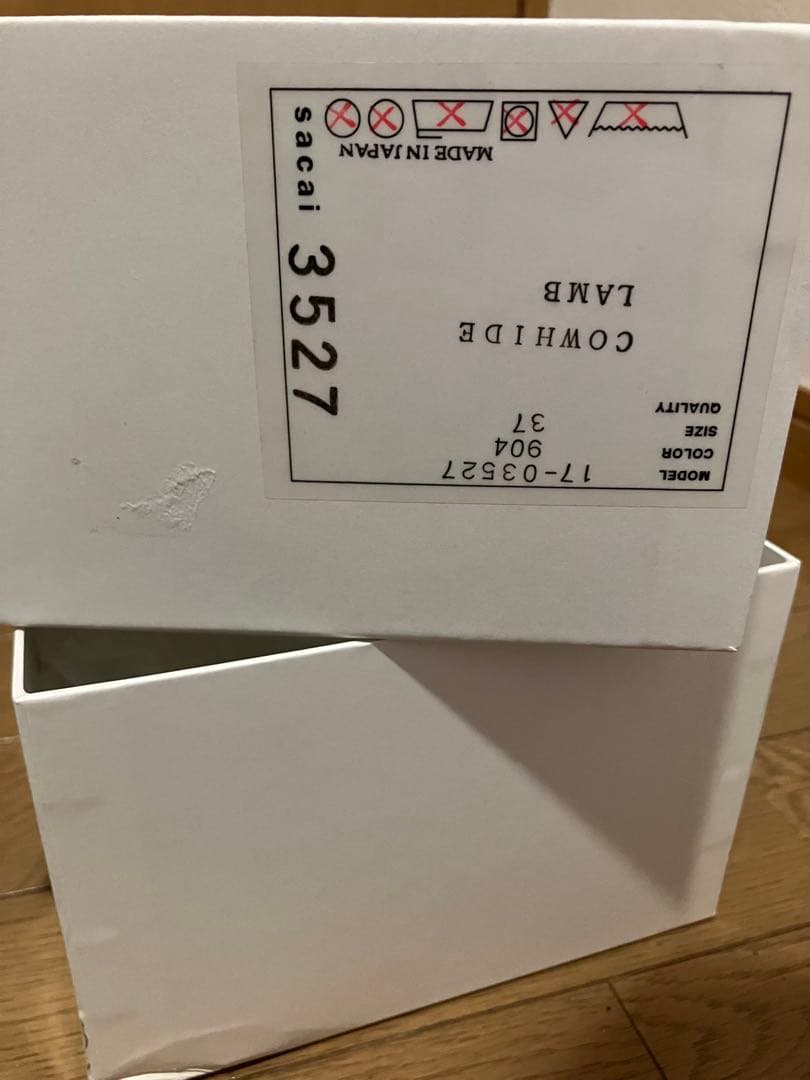 MODEL 17-03527
COLOR 904
SIZE 37
QUALITY
COWHIDE
LAMB
MADE IN JAPAN
sacai 3527